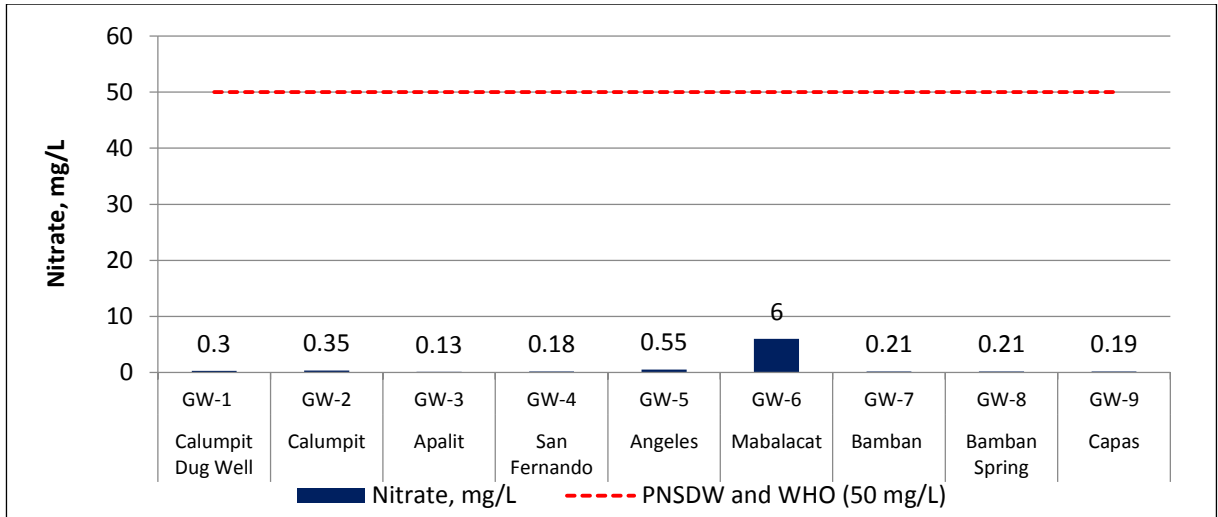 60
50
40
30
20
10
0
Nitrate, mg/L
0.3 0.35 0.13 0.18 0.55 6 0.21 0.21 0.19
GW-1 GW-2 GW-3 GW-4 GW-5 GW-6 GW-7 GW-8 GW-9
Calumpit Dug Well Calumpit Apalit San Fernando Angeles Mabalacat Bamban Bamban Spring Capas
Nitrate, mg/L PNSDW and WHO (50 mg/L)